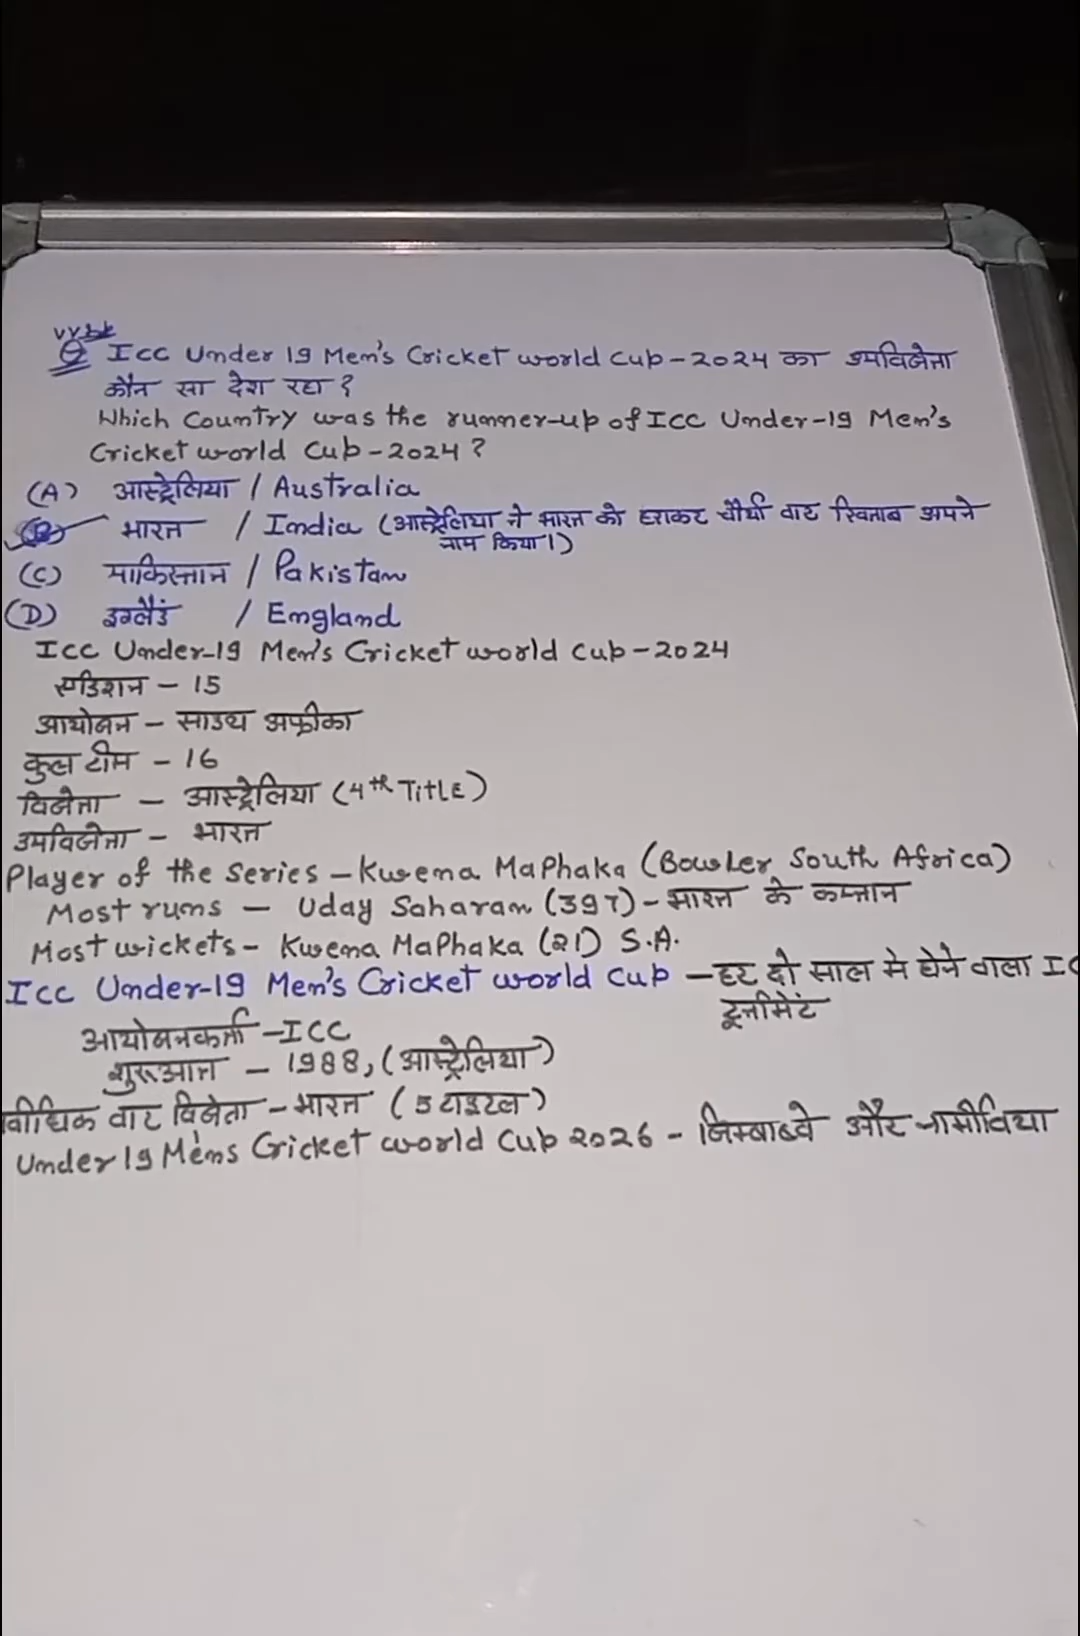 VVSt
Q ICC Under 19 Men's Cricket world Cup-2024 का उपविजेता
कौन सा देश रहा ?
Which Country was the runner-up of ICC Under-19 Men's
Cricket world Cup-2024 ?
(A) आस्ट्रेलिया / Australia
(B) भारत / India (आस्ट्रेलिया ने भारत को हराकर चौथी बार खिताब अपने
नाम किया।)
(C) पाकिस्तान / Pakistan
(D) इग्लैंड / England
ICC Under-19 Men's Cricket world Cup-2024
एडिशन - 15
आयोजन - साउथ अफ्रीका
कुल टीम - 16
विजेता - आस्ट्रेलिया (4th TitLE)
उपविजेता - भारत
Player of the Series - Kwena MaPhaka (Bowler South Africa)
Most runs - Uday Saharan (397) - भारत के कप्तान
Most wickets - Kwena MaPhaka (21) S.A.
ICC Under-19 Men's Cricket world Cup - हर दो साल मे होने वाला IC
टूर्नामेंट
आयोजनकर्ता - ICC
शुरूआत - 1988, (आस्ट्रेलिया)
बार विजेता - भारत (5 टाइटल)
Under 19 Men's Cricket world Cup 2026 - जिम्बाब्वे और नामीबिया